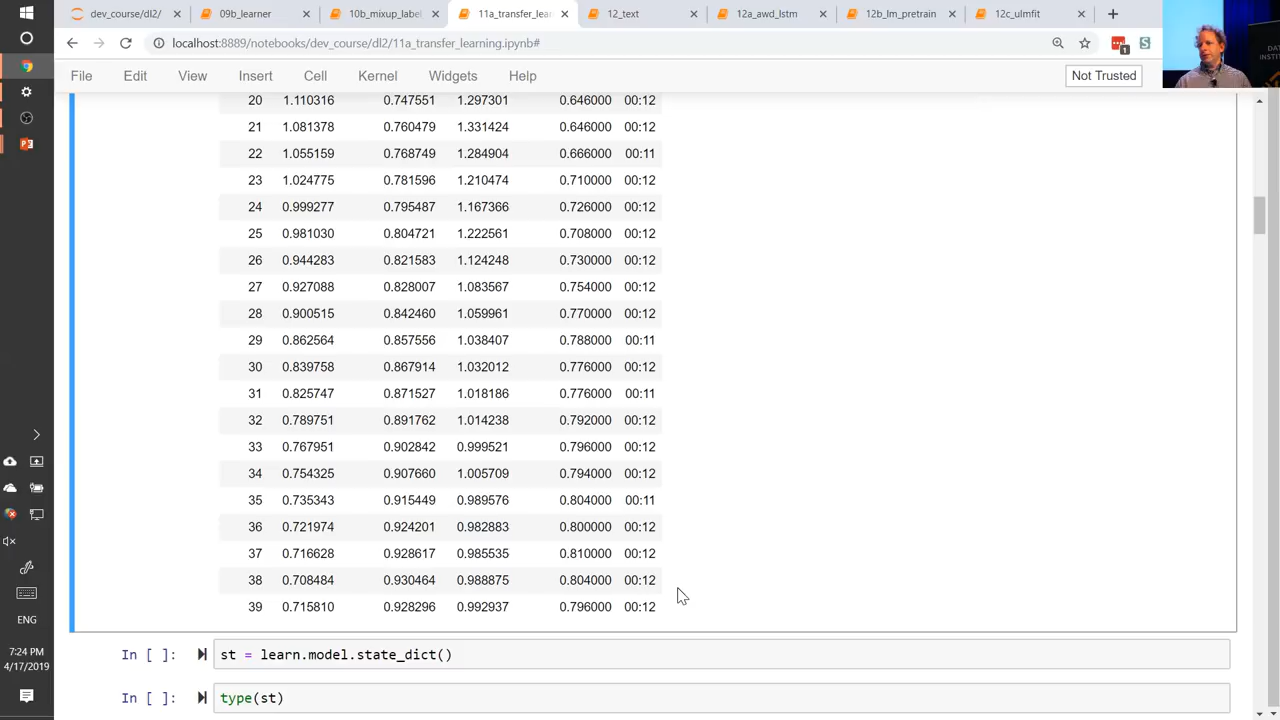 dev_course/dl2/
09b_learner
10b_mixup_label
11a_transfer_lea
12_text
12a_awd_lstm
12b_lm_pretrain
12c_ulmfit
localhost:8889/notebooks/dev_course/dl2/11a_transfer_learning.ipynb#
1
File Edit View Insert Cell Kernel Widgets Help Not Trusted
20 1.110316 0.747551 1.297301 0.646000 00:12
21 1.081378 0.760479 1.331424 0.646000 00:12
22 1.055159 0.768749 1.284904 0.666000 00:11
23 1.024775 0.781596 1.210474 0.710000 00:12
24 0.999277 0.795487 1.167366 0.726000 00:12
25 0.981030 0.804721 1.222561 0.708000 00:12
26 0.944283 0.821583 1.124248 0.730000 00:12
27 0.927088 0.828007 1.083567 0.754000 00:12
28 0.900515 0.842460 1.059961 0.770000 00:12
29 0.862564 0.857556 1.038407 0.788000 00:11
30 0.839758 0.867914 1.032012 0.776000 00:12
31 0.825747 0.871527 1.018186 0.776000 00:11
32 0.789751 0.891762 1.014238 0.792000 00:12
33 0.767951 0.902842 0.999521 0.796000 00:12
34 0.754325 0.907660 1.005709 0.794000 00:12
35 0.735343 0.915449 0.989576 0.804000 00:11
36 0.721974 0.924201 0.982883 0.800000 00:12
37 0.716628 0.928617 0.985535 0.810000 00:12
38 0.708484 0.930464 0.988875 0.804000 00:12
39 0.715810 0.928296 0.992937 0.796000 00:12
In [ ]: st = learn.model.state_dict()
In [ ]: type(st)
ENG
7:24 PM
4/17/2019
DAT
INSTIT